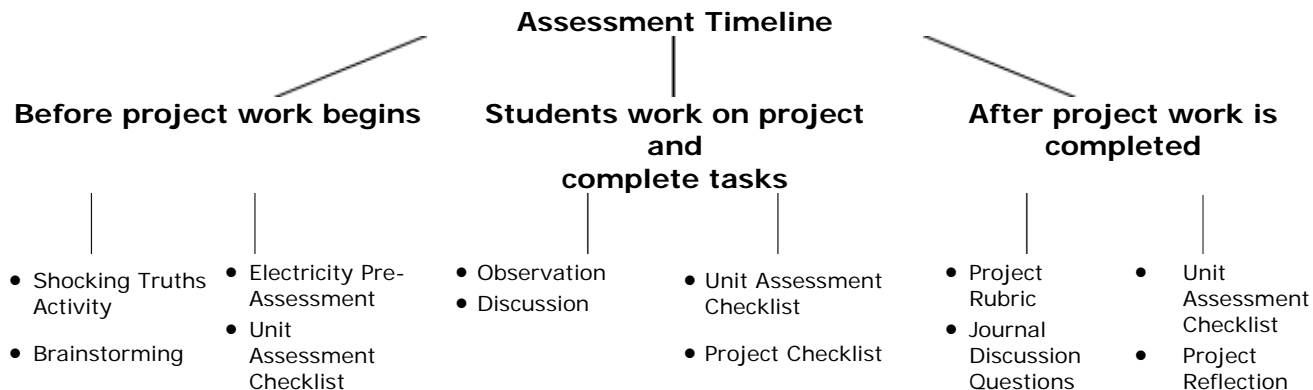 Assessment Timeline
Before project work begins
Students work on project
and
complete tasks
After project work is
completed
• Shocking Truths
Activity
• Brainstorming
• Electricity Pre-
Assessment
• Unit
Assessment
Checklist
• Observation
• Discussion
• Unit Assessment
Checklist
• Project Checklist
• Project
Rubric
• Journal
Discussion
Questions
• Unit
Assessment
Checklist
• Project
Reflection